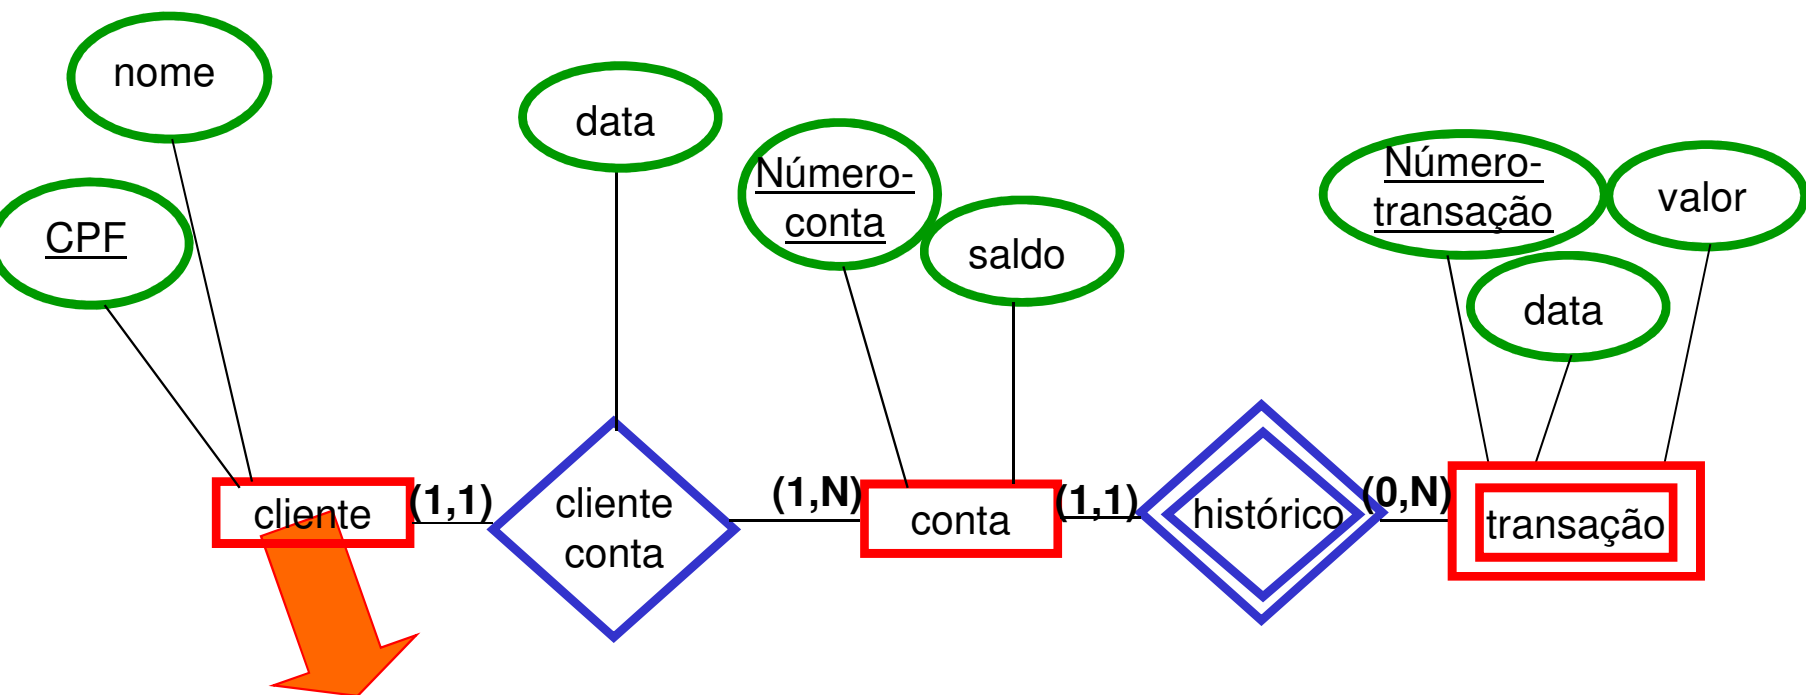 nome
CPF
data
Número-
conta
saldo
Número-
transação
valor
data
cliente
(1,1)
cliente
conta
(1,N)
conta
(1,1)
histórico
(0,N)
transação